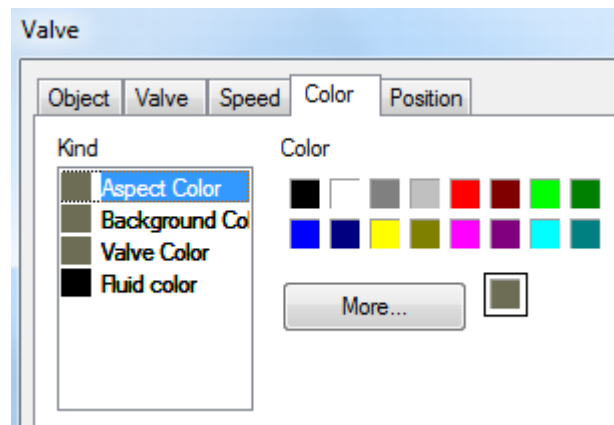 Valve
Object Valve Speed Color Position
Kind Color
Aspect Color
Background Col
Valve Color
Fluid color
More...